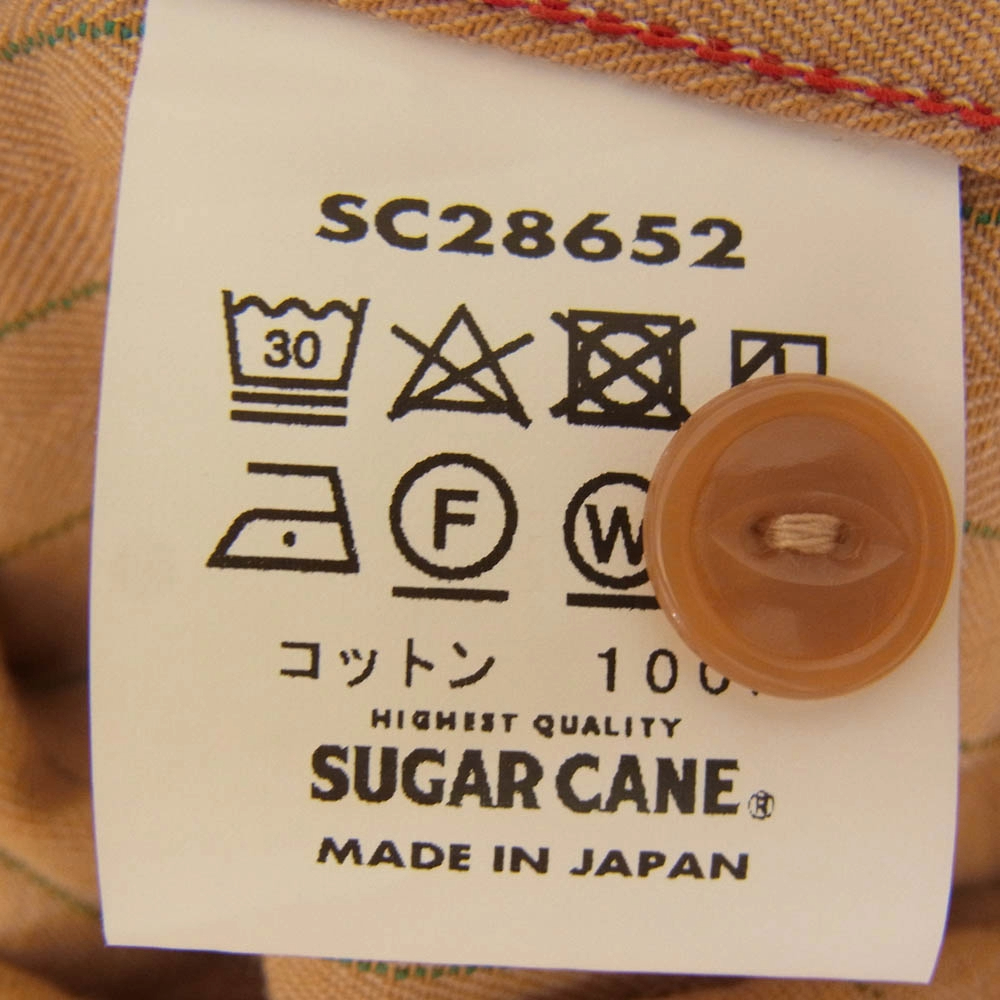 SC28652
30
F
W
コットン 100
HIGHEST QUALITY
SUGAR CANE®
MADE IN JAPAN